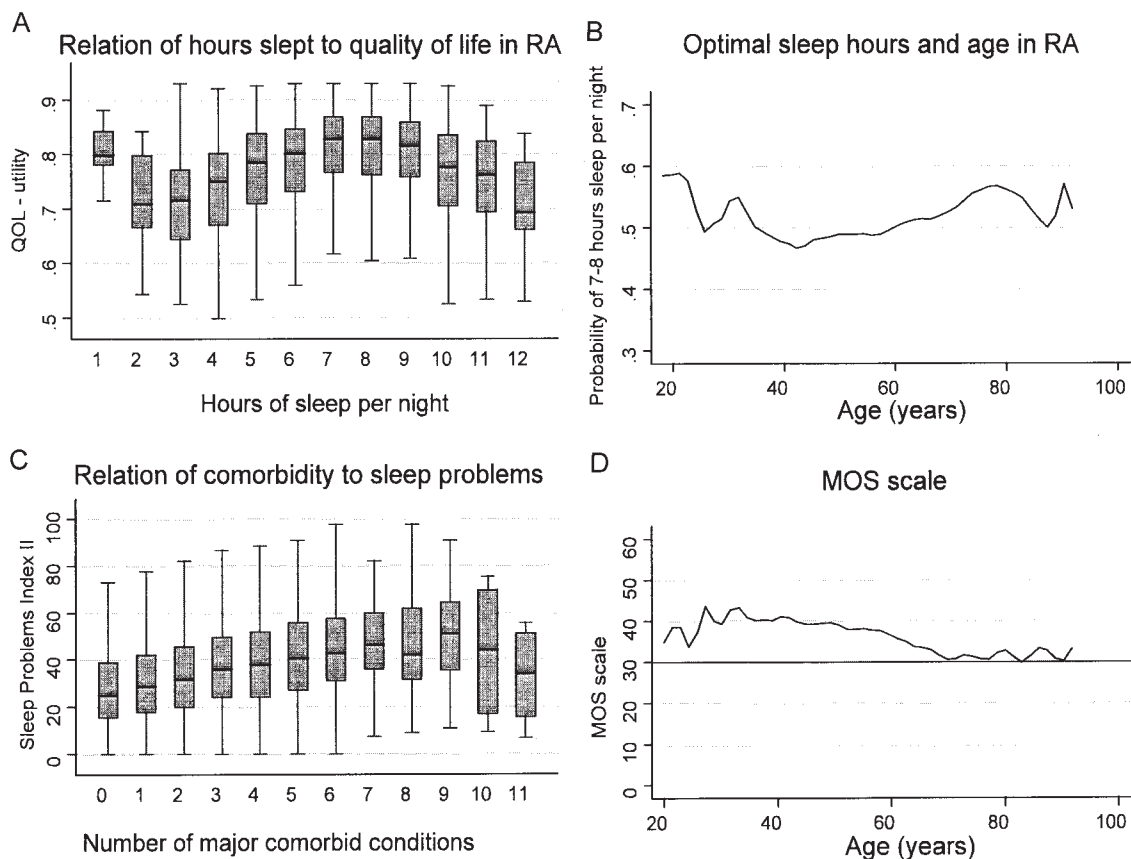 A
Relation of hours slept to quality of life in RA
QOL - utility
.9
.8
.7
.6
.5
1 2 3 4 5 6 7 8 9 10 11 12
Hours of sleep per night
B
Optimal sleep hours and age in RA
Probability of 7-8 hours sleep per night
.7
.6
.5
.4
.3
20 40 60 80 100
Age (years)
C
Relation of comorbidity to sleep problems
Sleep Problems Index II
100
80
60
40
20
0
0 1 2 3 4 5 6 7 8 9 10 11
Number of major comorbid conditions
D
MOS scale
MOS scale
60
50
40
30
20
10
0
20 40 60 80 100
Age (years)